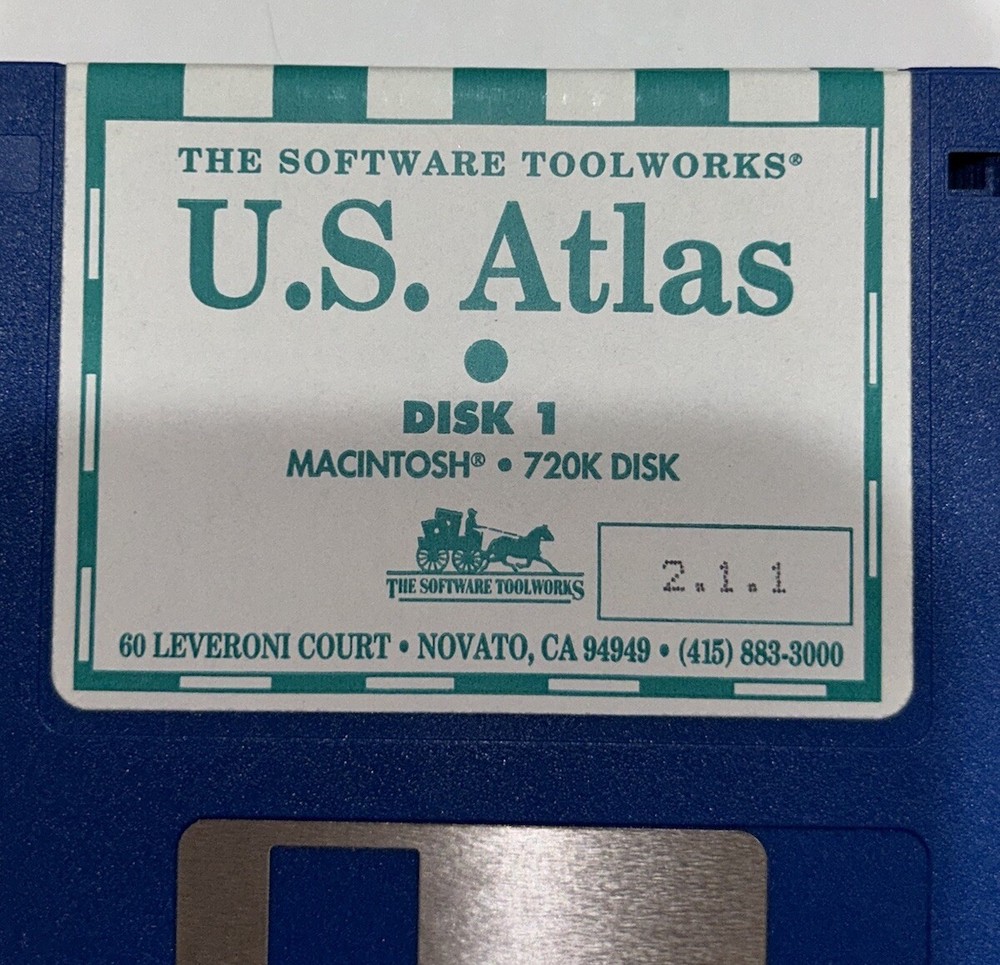 THE SOFTWARE TOOLWORKS®
U.S. Atlas
DISK 1
MACINTOSH® • 720K DISK
THE SOFTWARE TOOLWORKS
2.1.1
60 LEVERONI COURT • NOVATO, CA 94949 • (415) 883-3000